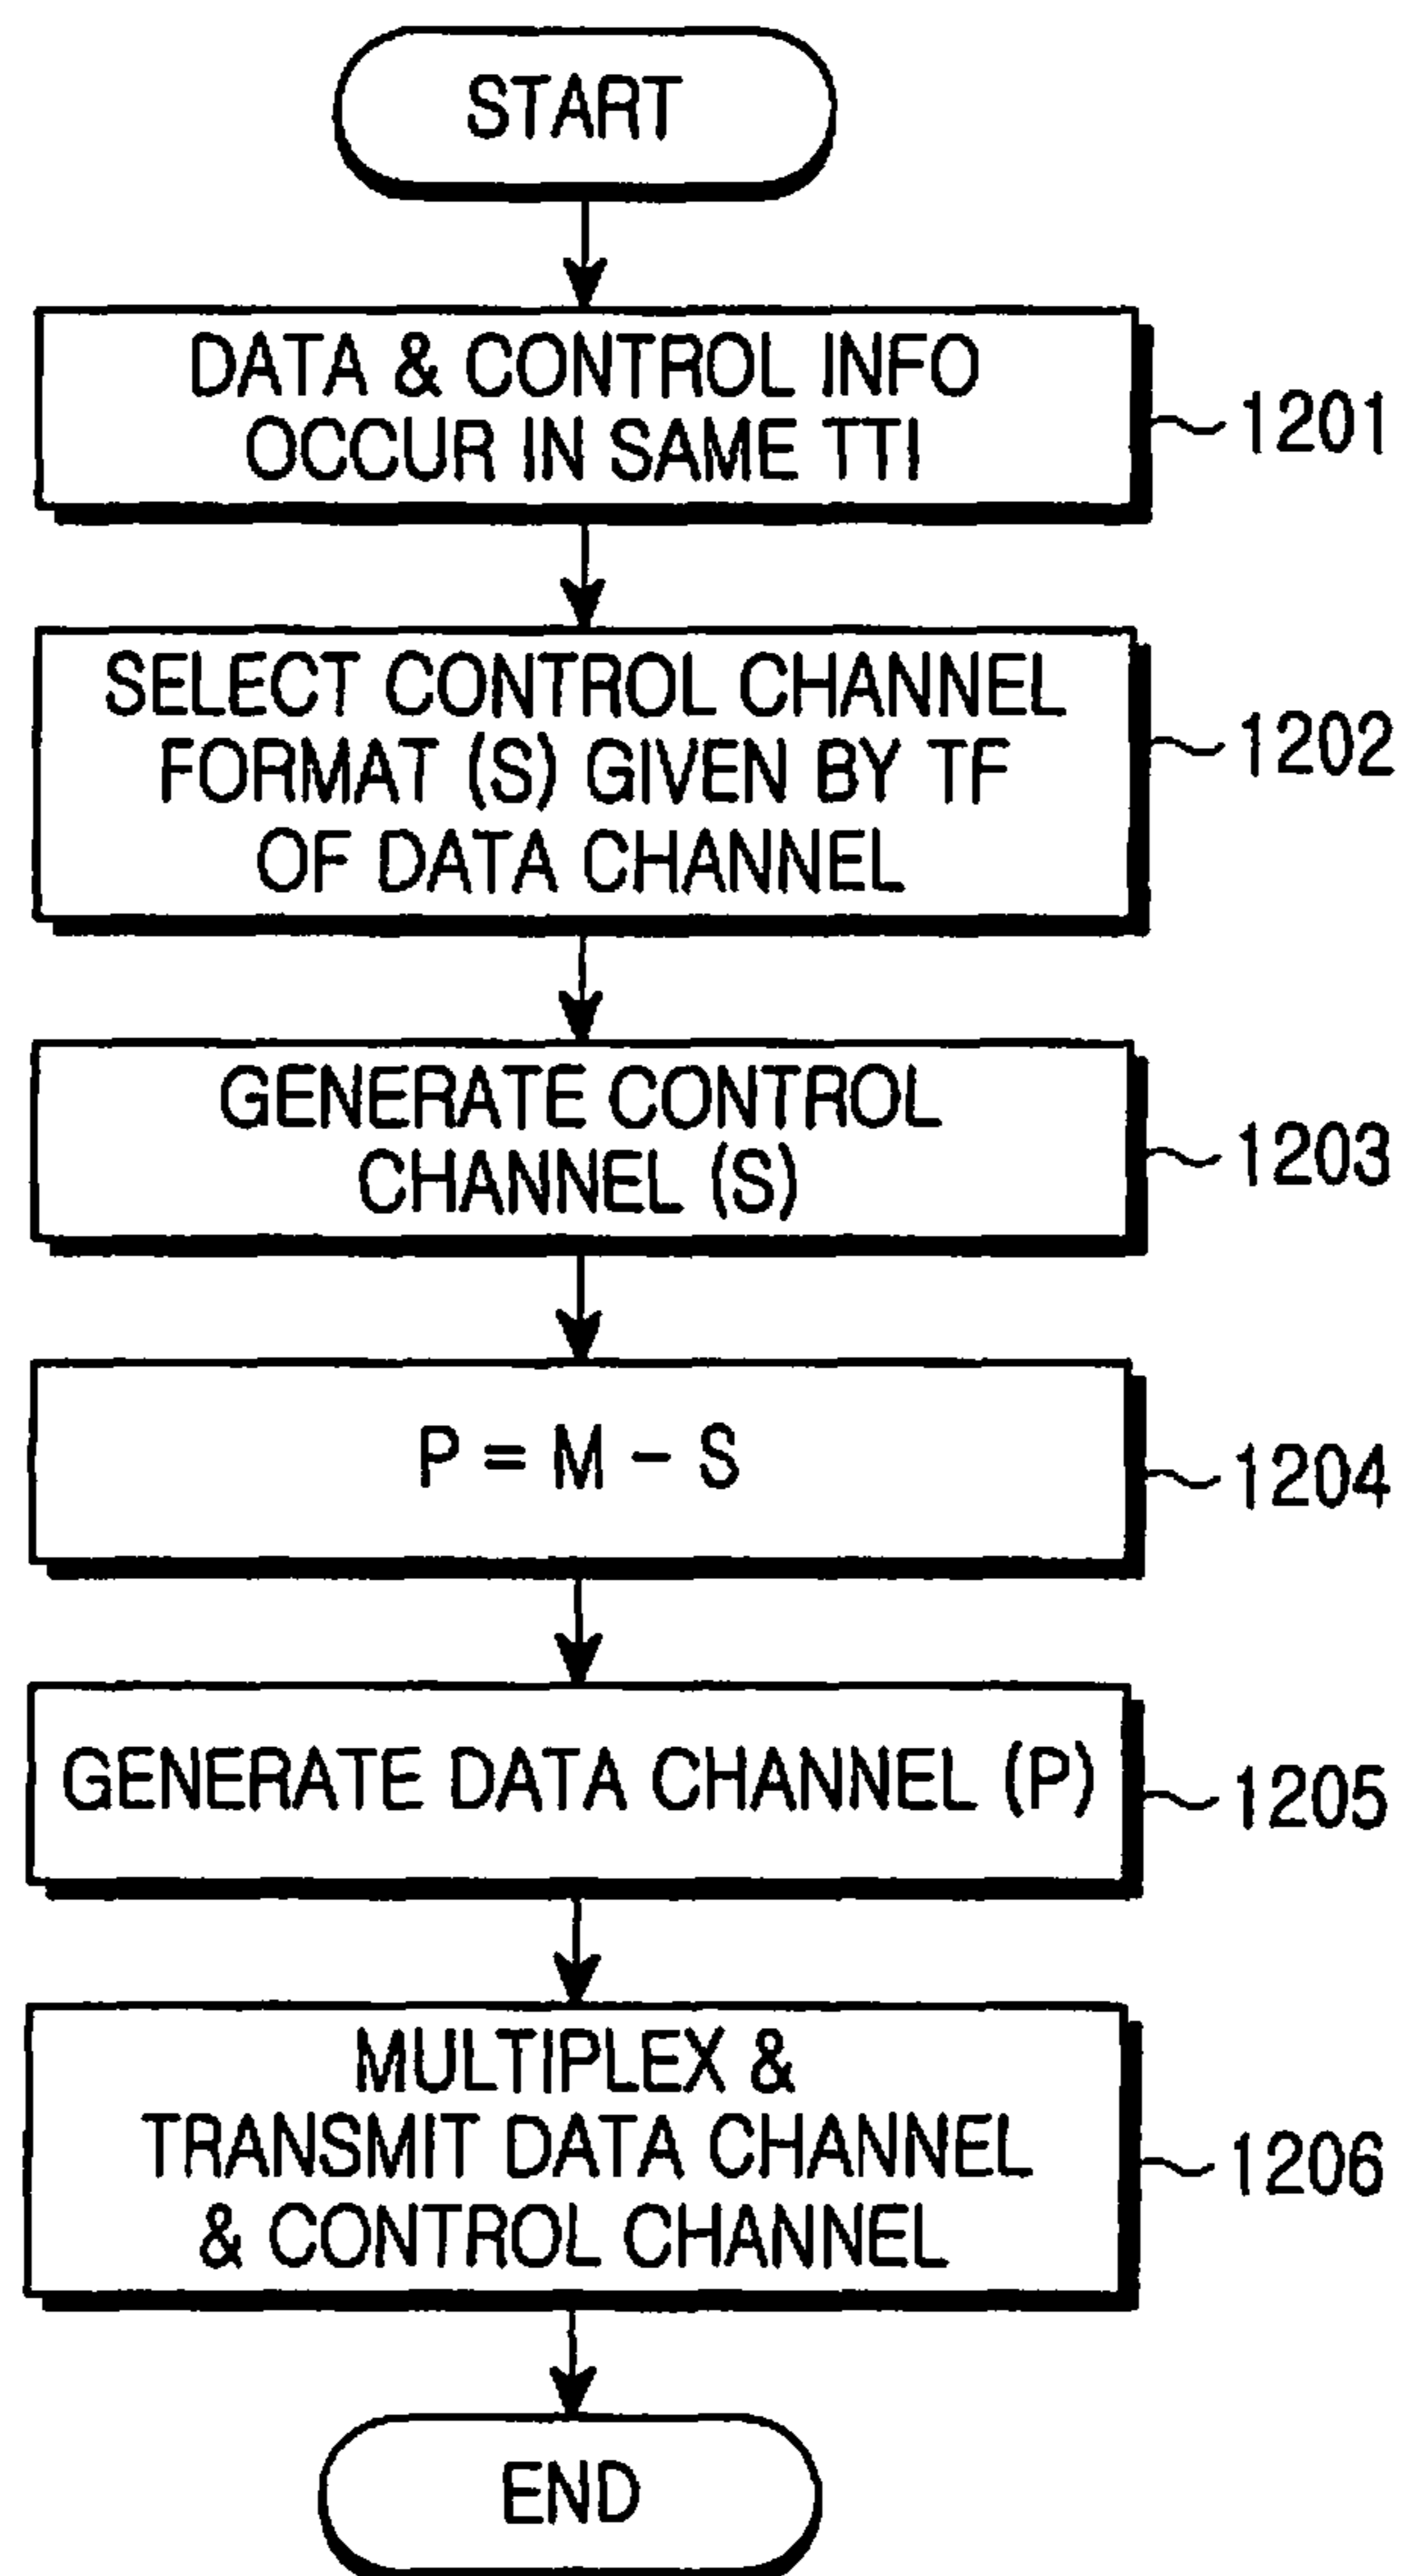 START
DATA & CONTROL INFO
OCCUR IN SAME TTI
1201
SELECT CONTROL CHANNEL
FORMAT (S) GIVEN BY TF
OF DATA CHANNEL
1202
GENERATE CONTROL
CHANNEL (S)
1203
P = M − S
1204
GENERATE DATA CHANNEL (P)
1205
MULTIPLEX &
TRANSMIT DATA CHANNEL
& CONTROL CHANNEL
1206
END